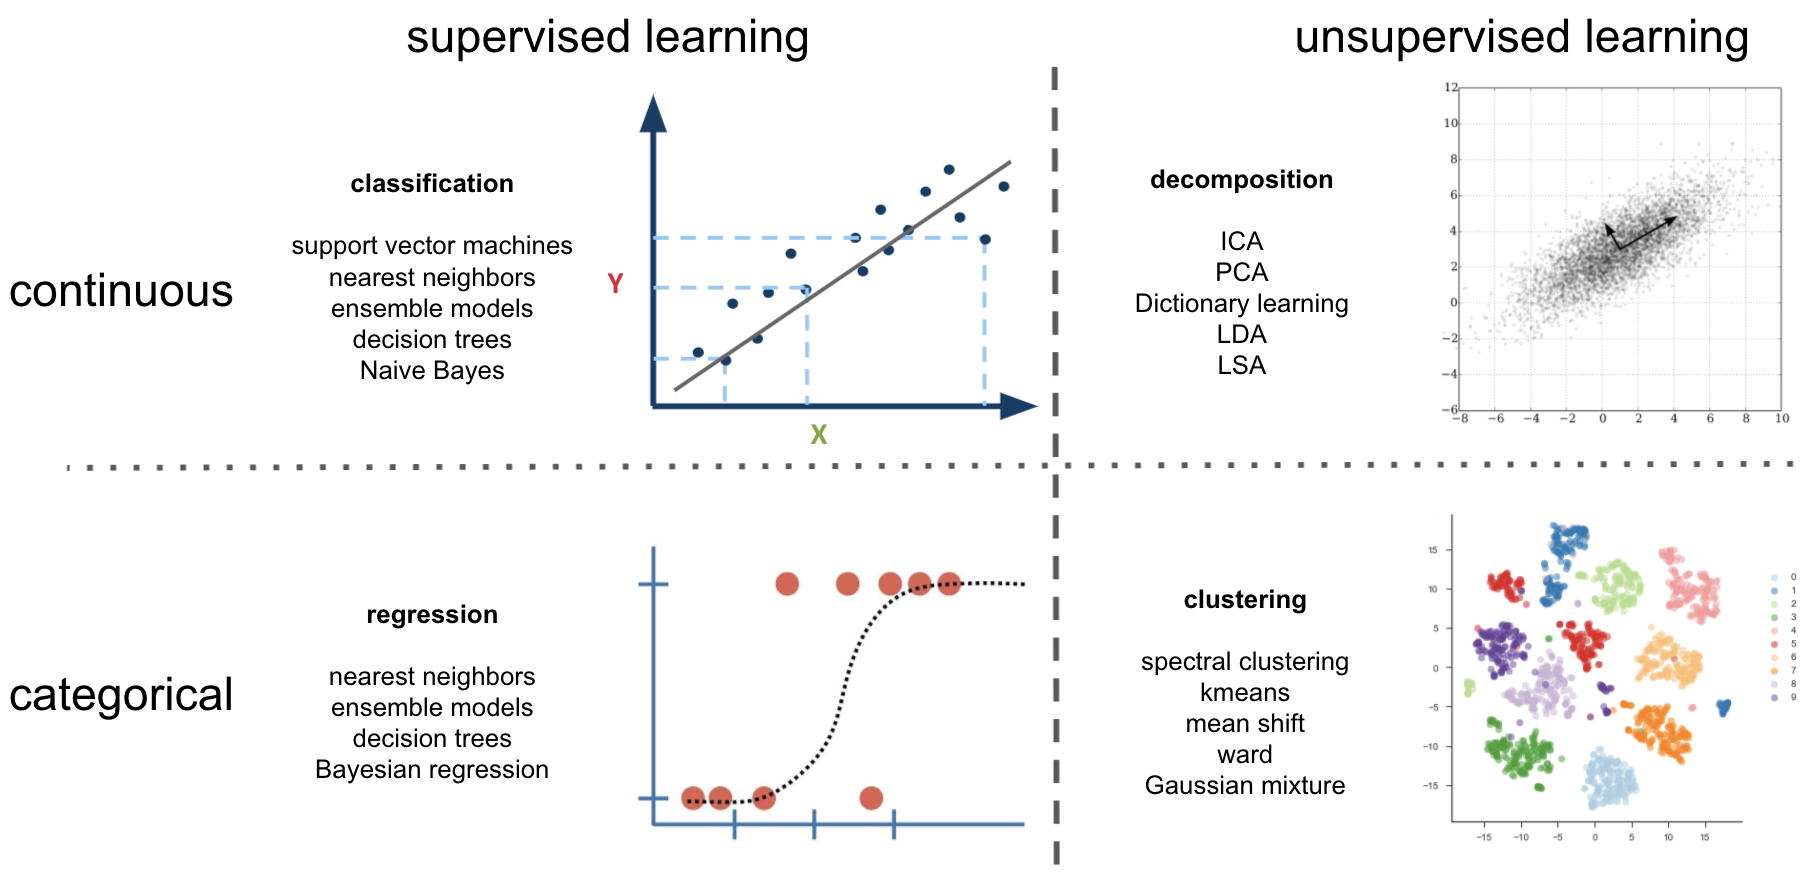 supervised learning
unsupervised learning
continuous
classification
support vector machines
nearest neighbors
ensemble models
decision trees
Naive Bayes
Y
X
decomposition
ICA
PCA
Dictionary learning
LDA
LSA
12
10
8
6
4
2
0
−2
−4
−6
−8 −6 −4 −2 0 2 4 6 8 10
categorical
regression
nearest neighbors
ensemble models
decision trees
Bayesian regression
clustering
spectral clustering
kmeans
mean shift
ward
Gaussian mixture
15
10
5
0
−5
−10
−15
−15 −10 −5 0 5 10 15
0
1
2
3
4
5
6
7
8
9